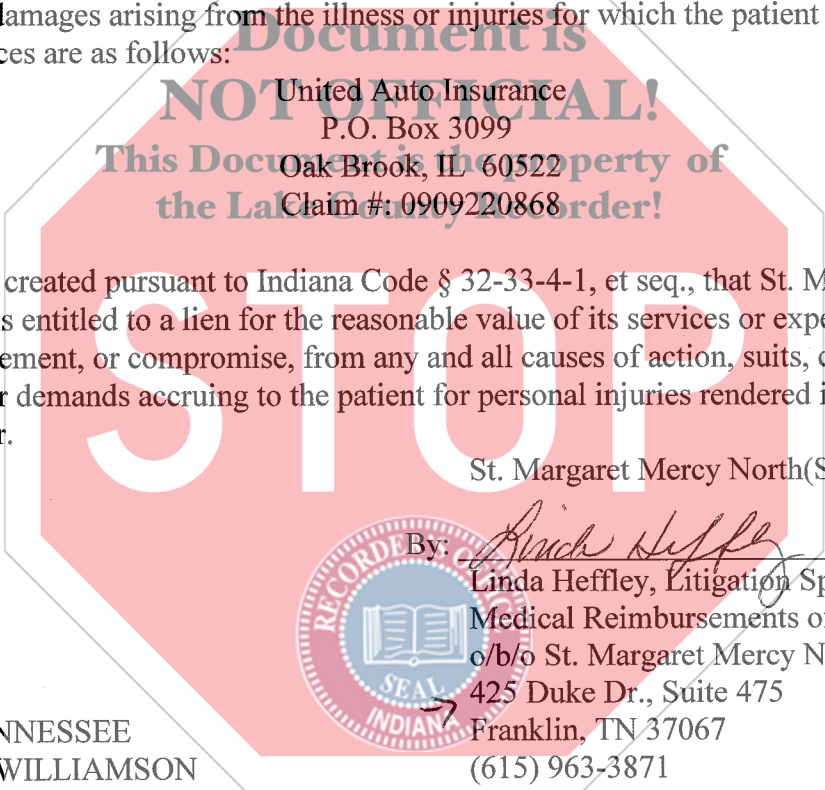 damages arising from the illness or injuries for which the patient
Document is
ces are as follows:
NOT OFFICIAL!
United Auto Insurance
P.O. Box 3099
This Document is the property of
Oak Brook, IL 60522
the Lake County Recorder!
Claim #: 0909220868
created pursuant to Indiana Code § 32-33-4-1, et seq., that St. M
s entitled to a lien for the reasonable value of its services or expe
ement, or compromise, from any and all causes of action, suits, c
r demands accruing to the patient for personal injuries rendered i
r.
STOP
St. Margaret Mercy North(S
By: Linda Heffley
Linda Heffley, Litigation Sp
Medical Reimbursements o
o/b/o St. Margaret Mercy N
425 Duke Dr., Suite 475
Franklin, TN 37067
(615) 963-3871
RECORDER'S OFFICE
SEAL
INDIANA
NNESSEE
WILLIAMSON